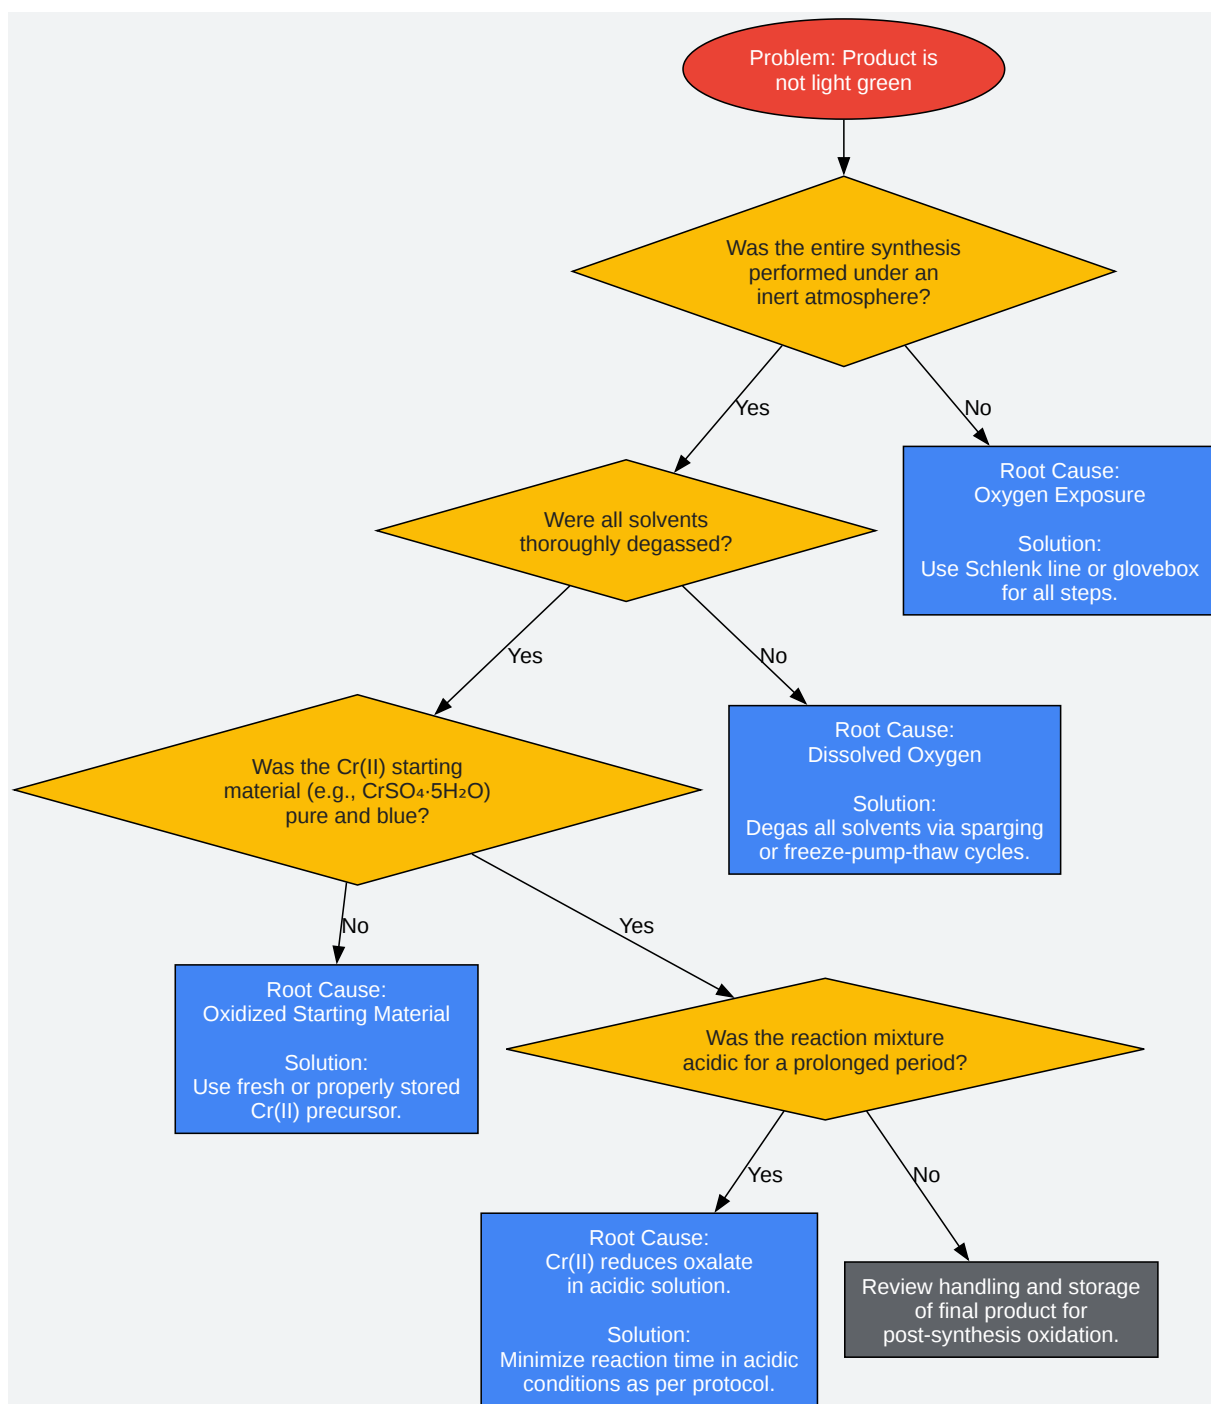 Problem: Product is
not light green
Was the entire synthesis
performed under an
inert atmosphere?
Yes
No
Root Cause:
Oxygen Exposure
Solution:
Use Schlenk line or glovebox
for all steps.
Were all solvents
thoroughly degassed?
Yes
No
Root Cause:
Dissolved Oxygen
Solution:
Degas all solvents via sparging
or freeze-pump-thaw cycles.
Was the Cr(II) starting
material (e.g., CrSO₄·5H₂O)
pure and blue?
No
Yes
Root Cause:
Oxidized Starting Material
Solution:
Use fresh or properly stored
Cr(II) precursor.
Was the reaction mixture
acidic for a prolonged period?
Yes
No
Root Cause:
Cr(II) reduces oxalate
in acidic solution.
Solution:
Minimize reaction time in acidic
conditions as per protocol.
Review handling and storage
of final product for
post-synthesis oxidation.